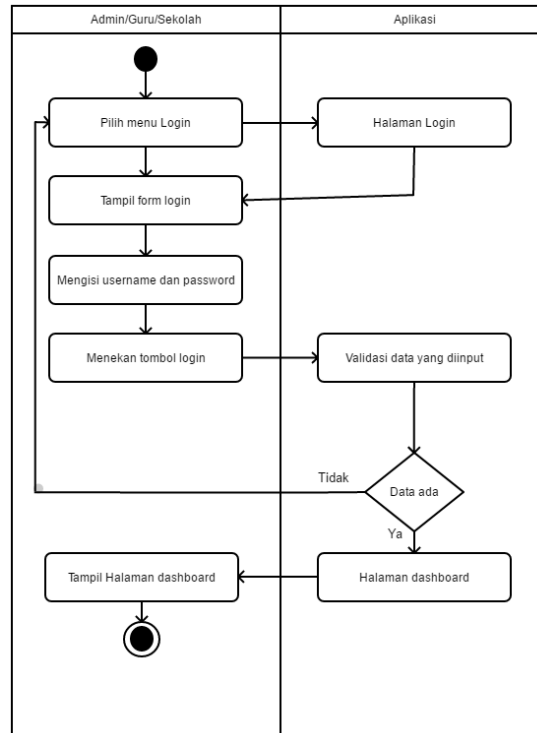 Admin/Guru/Sekolah
Aplikasi
Pilih menu Login
Halaman Login
Tampil form login
Mengisi username dan password
Menekan tombol login
Validasi data yang diinput
Tidak
Data ada
Ya
Tampil Halaman dashboard
Halaman dashboard